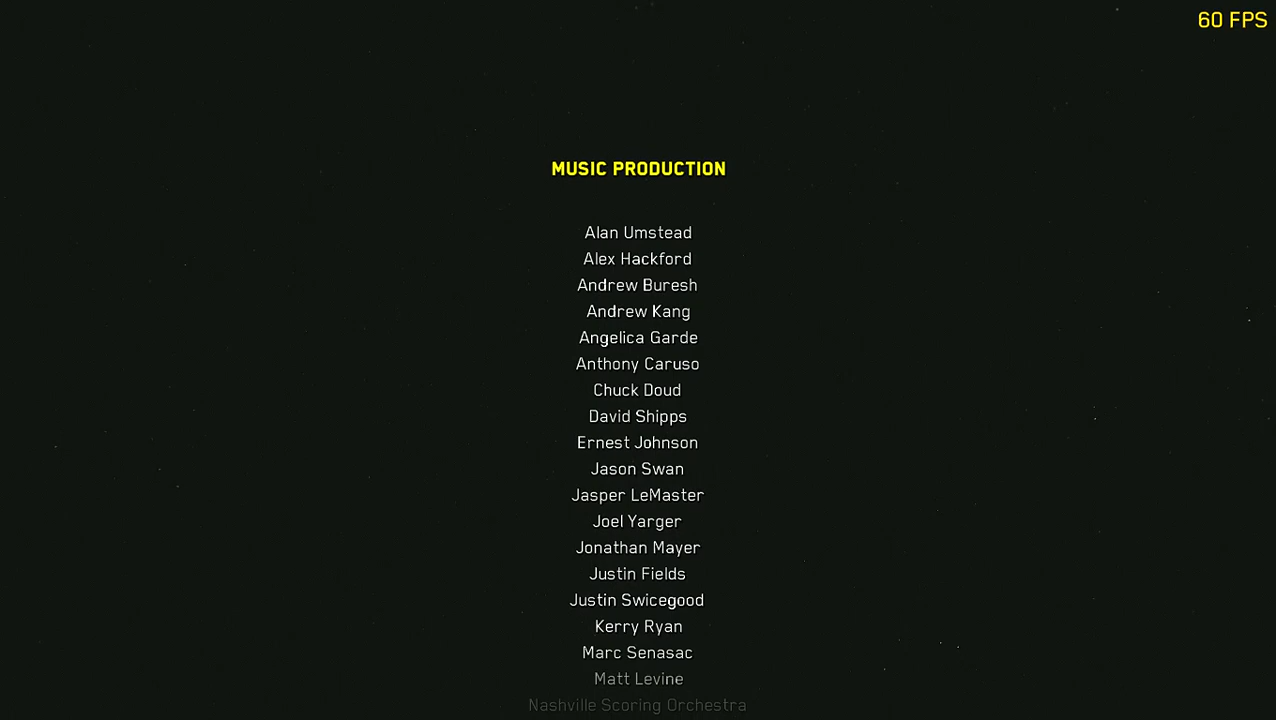 60 FPS
MUSIC PRODUCTION
Alan Umstead
Alex Hackford
Andrew Buresh
Andrew Kang
Angelica Garde
Anthony Caruso
Chuck Doud
David Shipps
Ernest Johnson
Jason Swan
Jasper LeMaster
Joel Yarger
Jonathan Mayer
Justin Fields
Justin Swicegood
Kerry Ryan
Marc Senasac
Matt Levine
Nashville Scoring Orchestra